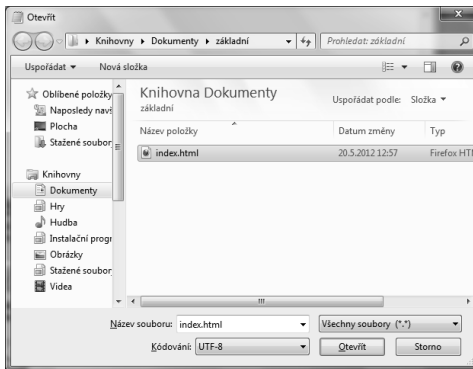 Otevřít
Knihovny Dokumenty základní Prohledat: základní
Uspořádat Nová složka
Oblíbené položky
Naposledy navš
Plocha
Stažené soubor
Knihovny
Dokumenty
Hry
Hudba
Instalační progr
Obrázky
Stažené soubor
Videa
Knihovna Dokumenty
základní
Uspořádat podle: Složka
Název položky Datum změny Typ
index.html 20.5.2012 12:57 Firefox HTM
Název souboru: index.html Všechny soubory (*.*)
Kódování: UTF-8 Otevřít Storno